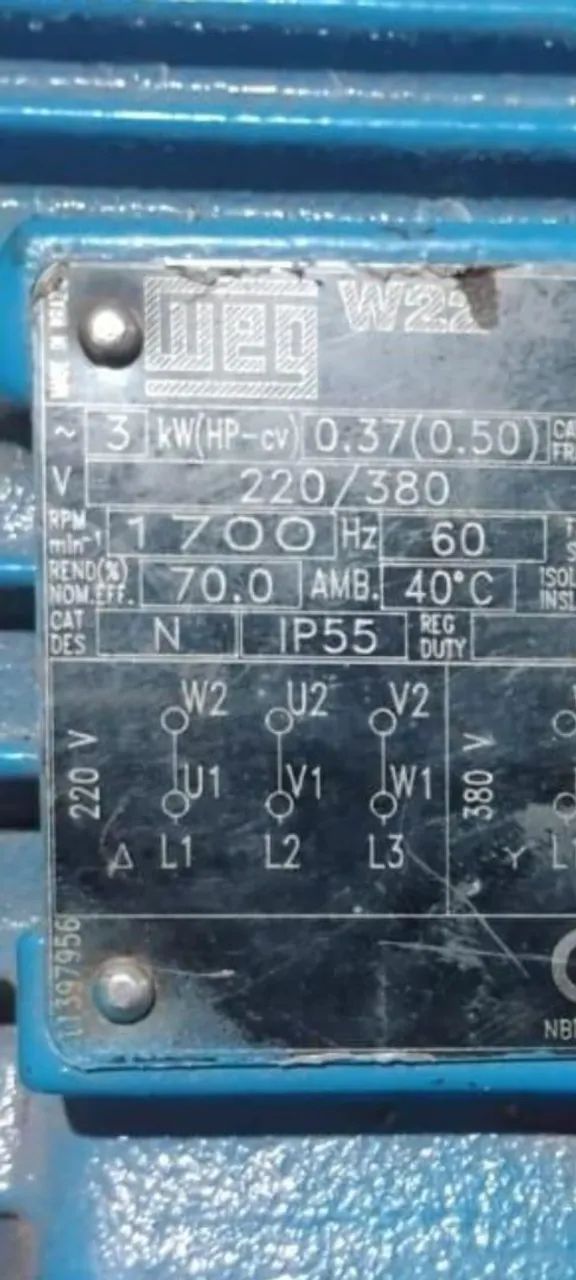 WEG W22
~ 3 kW(HP-cv) 0.37(0.50)
V 220/380
RPM min⁻¹ 1700 Hz 60
REND(%) NOM.EFF. 70.0 AMB. 40°C
CAT DES N IP55 REG DUTY
W2 U2 V2
220 V 380 V
U1 V1 W1
Δ L1 L2 L3 Y
11397956